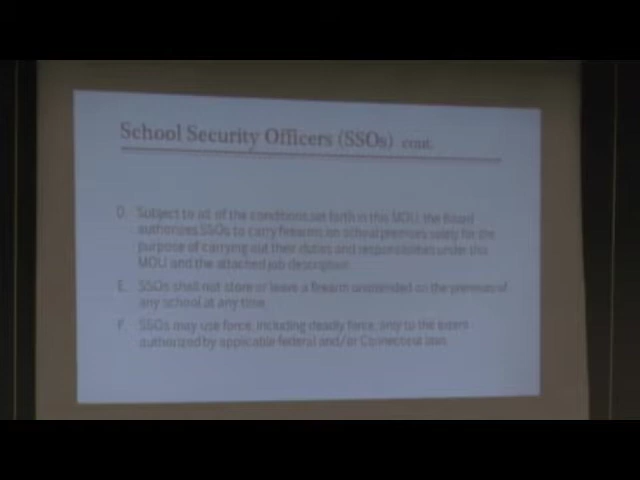 School Security Officers (SSOs) cont.
D. Subject to all of the conditions set forth in this MOU, the Board
authorizes SSOs to carry firearms on school premises solely for the
purpose of carrying out their duties and responsibilities under this
MOU and the attached job description.
E. SSOs shall not store or leave a firearm unattended on the premises of
any school at any time.
F. SSOs may use force, including deadly force, only to the extent
authorized by applicable federal and/or Connecticut law.